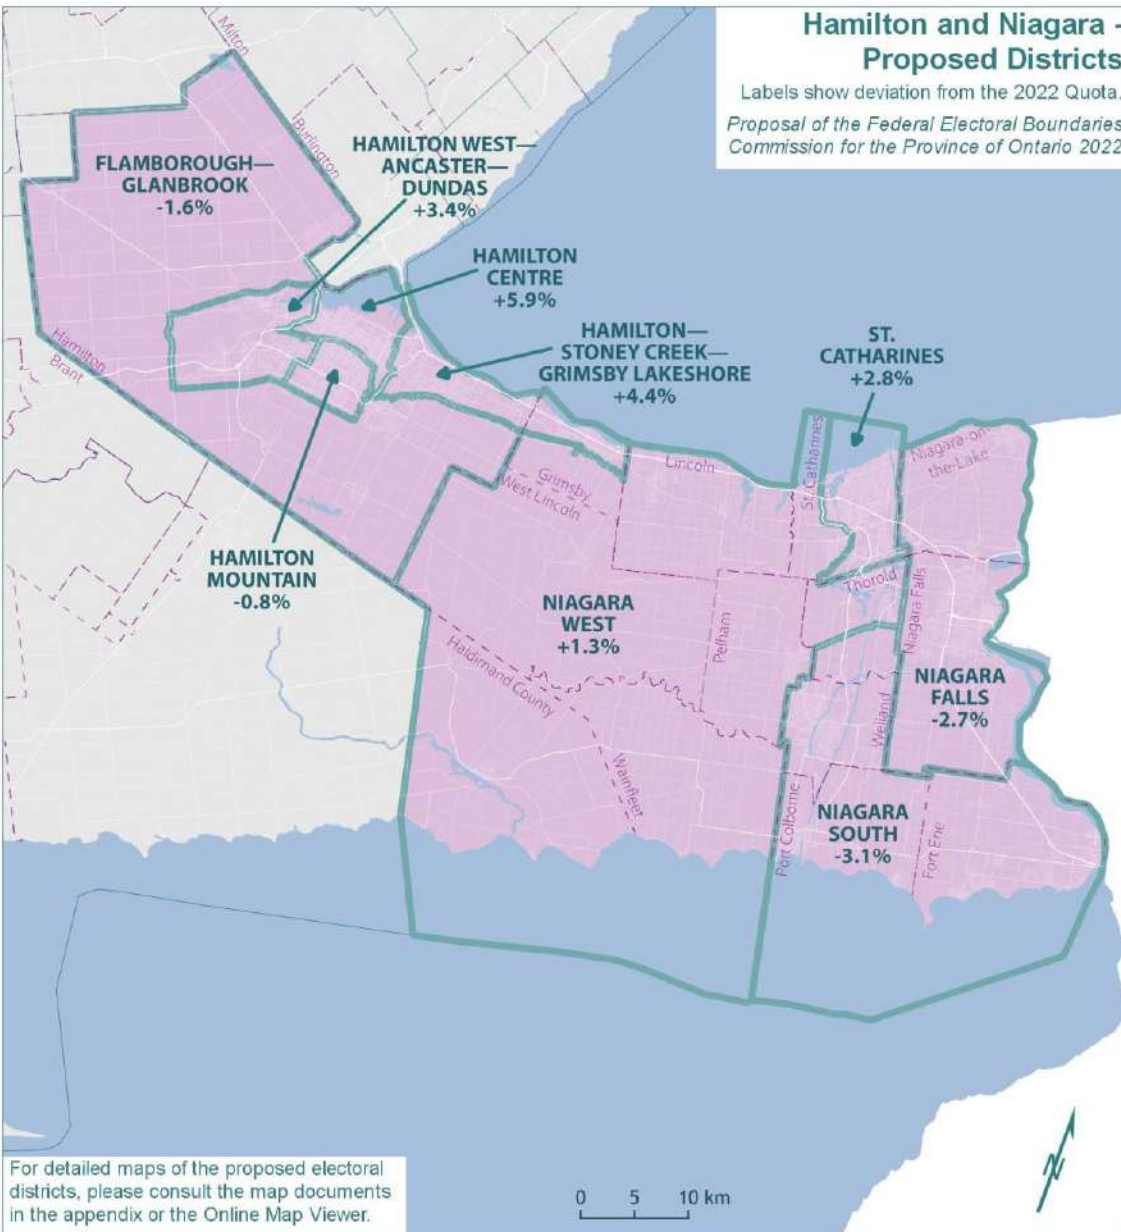 Hamilton and Niagara -
Proposed Districts
Labels show deviation from the 2022 Quota.
Proposal of the Federal Electoral Boundaries
Commission for the Province of Ontario 2022
Milton
Burlington
FLAMBOROUGH—
GLANBROOK
-1.6%
HAMILTON WEST—
ANCASTER—
DUNDAS
+3.4%
HAMILTON
CENTRE
+5.9%
HAMILTON—
STONEY CREEK—
GRIMSBY LAKESHORE
+4.4%
ST.
CATHARINES
+2.8%
Hamilton
Brant
St. Catharines
Niagara-on-
the-Lake
Lincoln
Grimsby
West Lincoln
HAMILTON
MOUNTAIN
-0.8%
Thorold
Niagara Falls
NIAGARA
WEST
+1.3%
Pelham
Haldimand County
NIAGARA
FALLS
-2.7%
Welland
Wainfleet
Port Colborne
NIAGARA
SOUTH
-3.1%
Fort Erie
For detailed maps of the proposed electoral
districts, please consult the map documents
in the appendix or the Online Map Viewer.
0 5 10 km
N